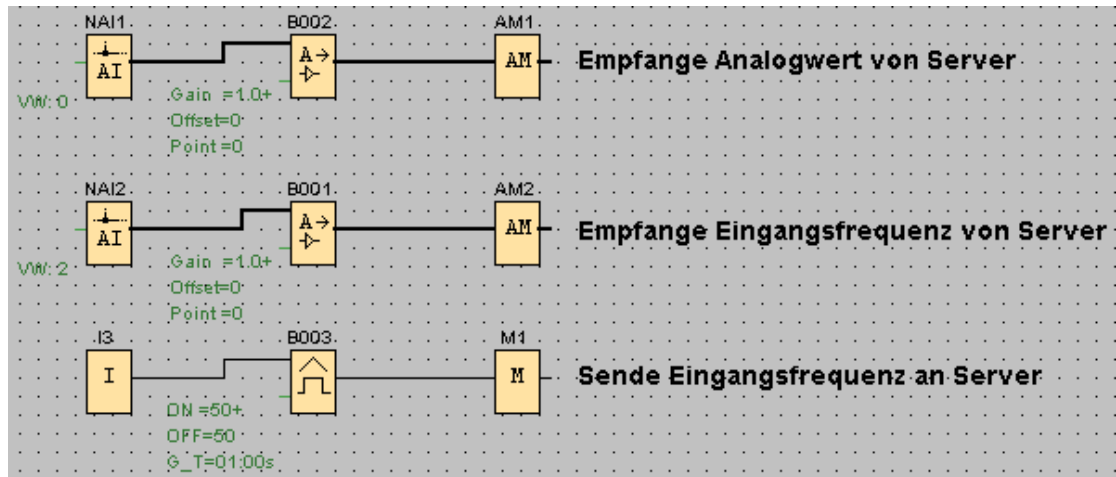 NAI1 B002 AM1
AI A→ AM Empfange Analogwert von Server
VW: 0 Gain =1.0+
Offset=0
Point =0
NAI2 B001 AM2
AI A→ AM Empfange Eingangsfrequenz von Server
VW: 2 Gain =1.0+
Offset=0
Point =0
I3 B003 M1
I M Sende Eingangsfrequenz an Server
ON =50+
OFF=50
G_T=01:00s